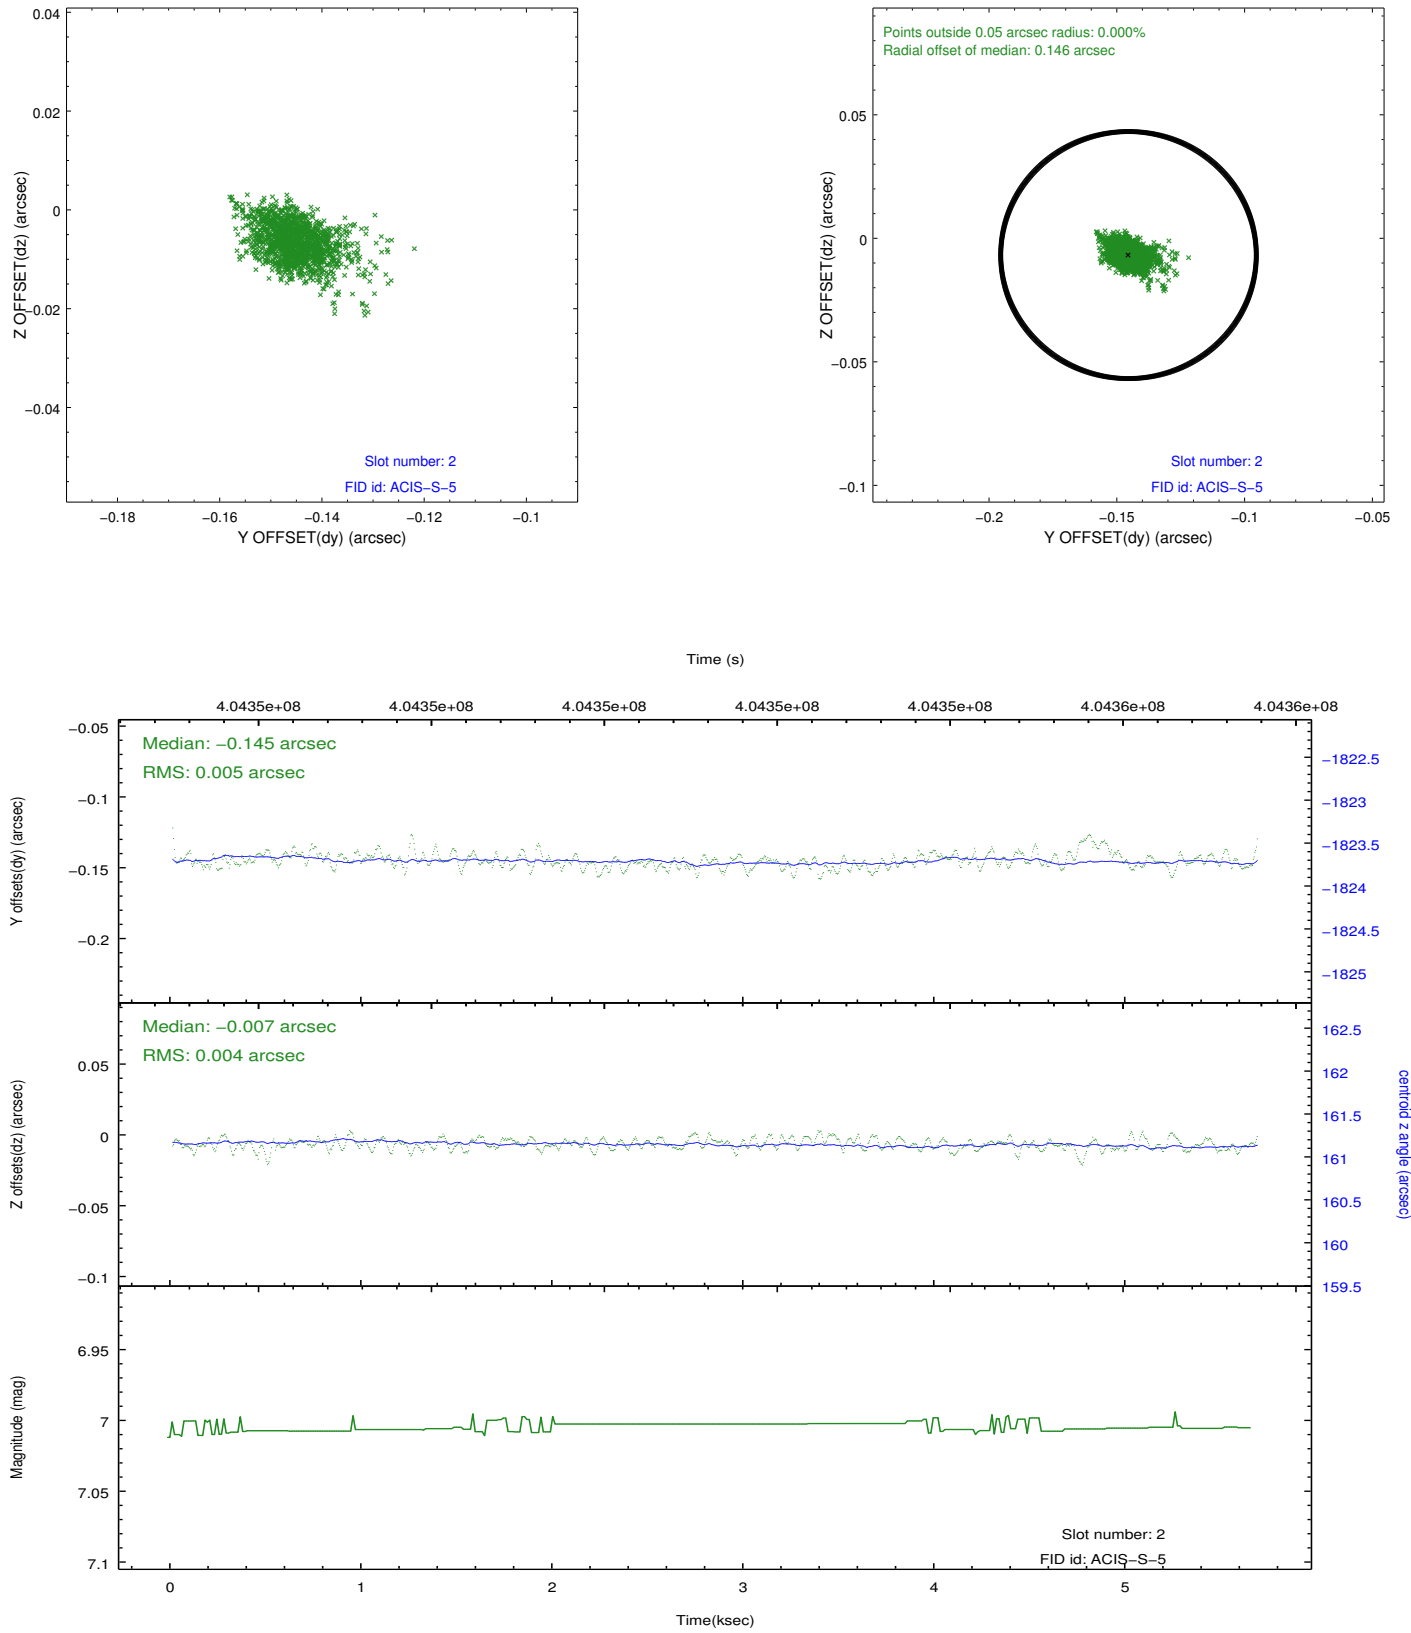 0.04
0.02
0
−0.02
−0.04
Z OFFSET(dz) (arcsec)
−0.18
−0.16
−0.14
−0.12
−0.1
Y OFFSET(dy) (arcsec)
Slot number: 2
FID id: ACIS−S−5
Points outside 0.05 arcsec radius: 0.000%
Radial offset of median: 0.146 arcsec
0.05
0
−0.05
−0.1
Z OFFSET(dz) (arcsec)
−0.2
−0.15
−0.1
−0.05
Y OFFSET(dy) (arcsec)
Slot number: 2
FID id: ACIS−S−5
Time (s)
4.0435e+08
4.0435e+08
4.0435e+08
4.0435e+08
4.0435e+08
4.0436e+08
4.0436e+08
Median: −0.145 arcsec
RMS: 0.005 arcsec
−0.05
−0.1
−0.15
−0.2
Y offsets(dy) (arcsec)
−1822.5
−1823
−1823.5
−1824
−1824.5
−1825
Median: −0.007 arcsec
RMS: 0.004 arcsec
0.05
0
−0.05
−0.1
Z offsets(dz) (arcsec)
162.5
162
161.5
161
160.5
160
159.5
centroid z angle (arcsec)
6.95
7
7.05
7.1
Magnitude (mag)
Slot number: 2
FID id: ACIS−S−5
0
1
2
3
4
5
Time(ksec)